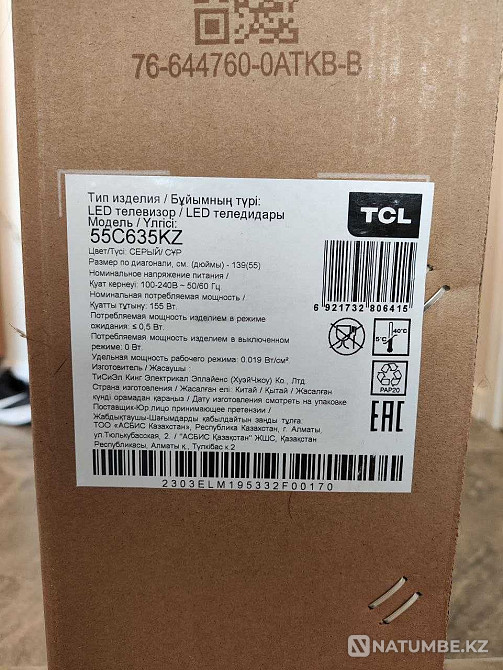 76-644760-0ATKB-B
Тип изделия / Бұйымның түрі:
LED телевизор / LED теледидары
Модель / Үлгісі:
55C635KZ
Цвет/Түсі: СЕРЫЙ/ СҰР
Размер по диагонали, см. (дюймы) - 139(55)
Номинальное напряжение питания /
Қуат кернеуі: 100-240В ~ 50/60 Гц
Номинальная потребляемая мощность /
Қуатты тұтыну: 155 Вт
Потребляемая мощность изделием в режиме
ожидания: ≤ 0,5 Вт.
Потребляемая мощность изделием в выключенном
режиме: 0 Вт.
Удельная мощность рабочего режима: 0.019 Вт/см²
Изготовитель / Жасаушы
ТиСиЭл Кинг Электрикал Эпплайенс (Хуэйчжоу) Ко., Лтд
Страна изготовления / Жасалған елі: Китай / Қытай / Жасалған
күнді орамадан қараңыз / Дату изготовления смотреть на упаковке
Поставщик-Юр лицо принимающее претензии /
Жабдықтаушы-Шағымдарды қабылдайтын заңды тұлға:
ТОО «АСБИС Казахстан», Республика Казахстан, г. Алматы,
ул.Тюлькубасская, 2. / "АСБИС Қазақстан" ЖШС, Қазақстан
Республикасы, Алматы к., Түлкібас к.2
TCL
6 921732 806415
5°C
40°C
PAP20
EAC
2303ELM195332F00170
NATUMBE.KZ